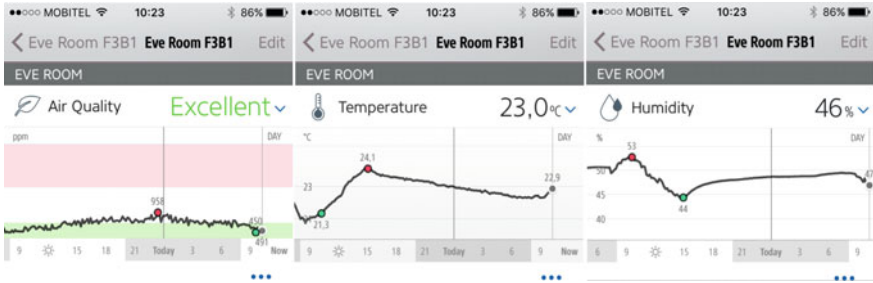 MOBITEL 10:23 86%
Eve Room F3B1 Eve Room F3B1 Edit
EVE ROOM
Air Quality Excellent
ppm DAY
958
450
491
9 15 18 21 Today 3 6 9 Now
MOBITEL 10:23 86%
Eve Room F3B1 Eve Room F3B1 Edit
EVE ROOM
Temperature 23,0°C
°C DAY
24,1
23
22,9
21,3
9 15 18 21 Today 3 6 9 Now
MOBITEL 10:23 86%
Eve Room F3B1 Eve Room F3B1 Edit
EVE ROOM
Humidity 46%
% DAY
53
50
47
45
44
40
6 9 15 18 21 Today 3 6 9